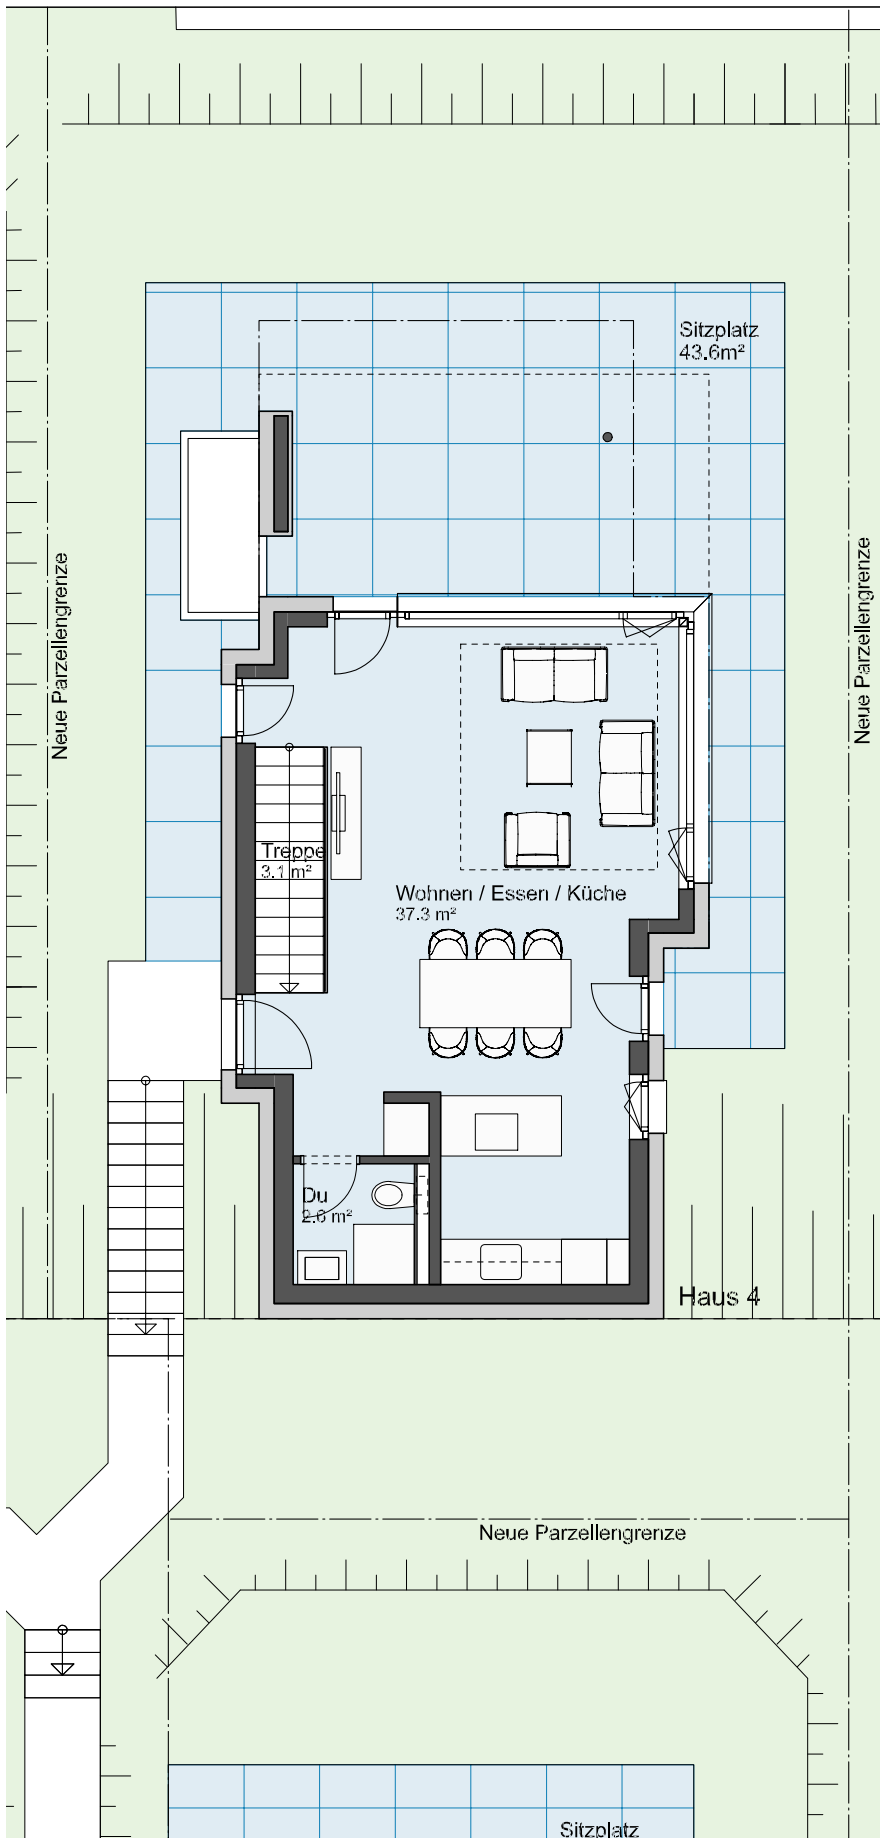 Sitzplatz
43.6m²
Neue Parzellengrenze
Neue Parzellengrenze
Treppe
3.1 m²
Wohnen / Essen / Küche
37.3 m²
Du
2.6 m²
Haus 4
Neue Parzellengrenze
Sitzplatz